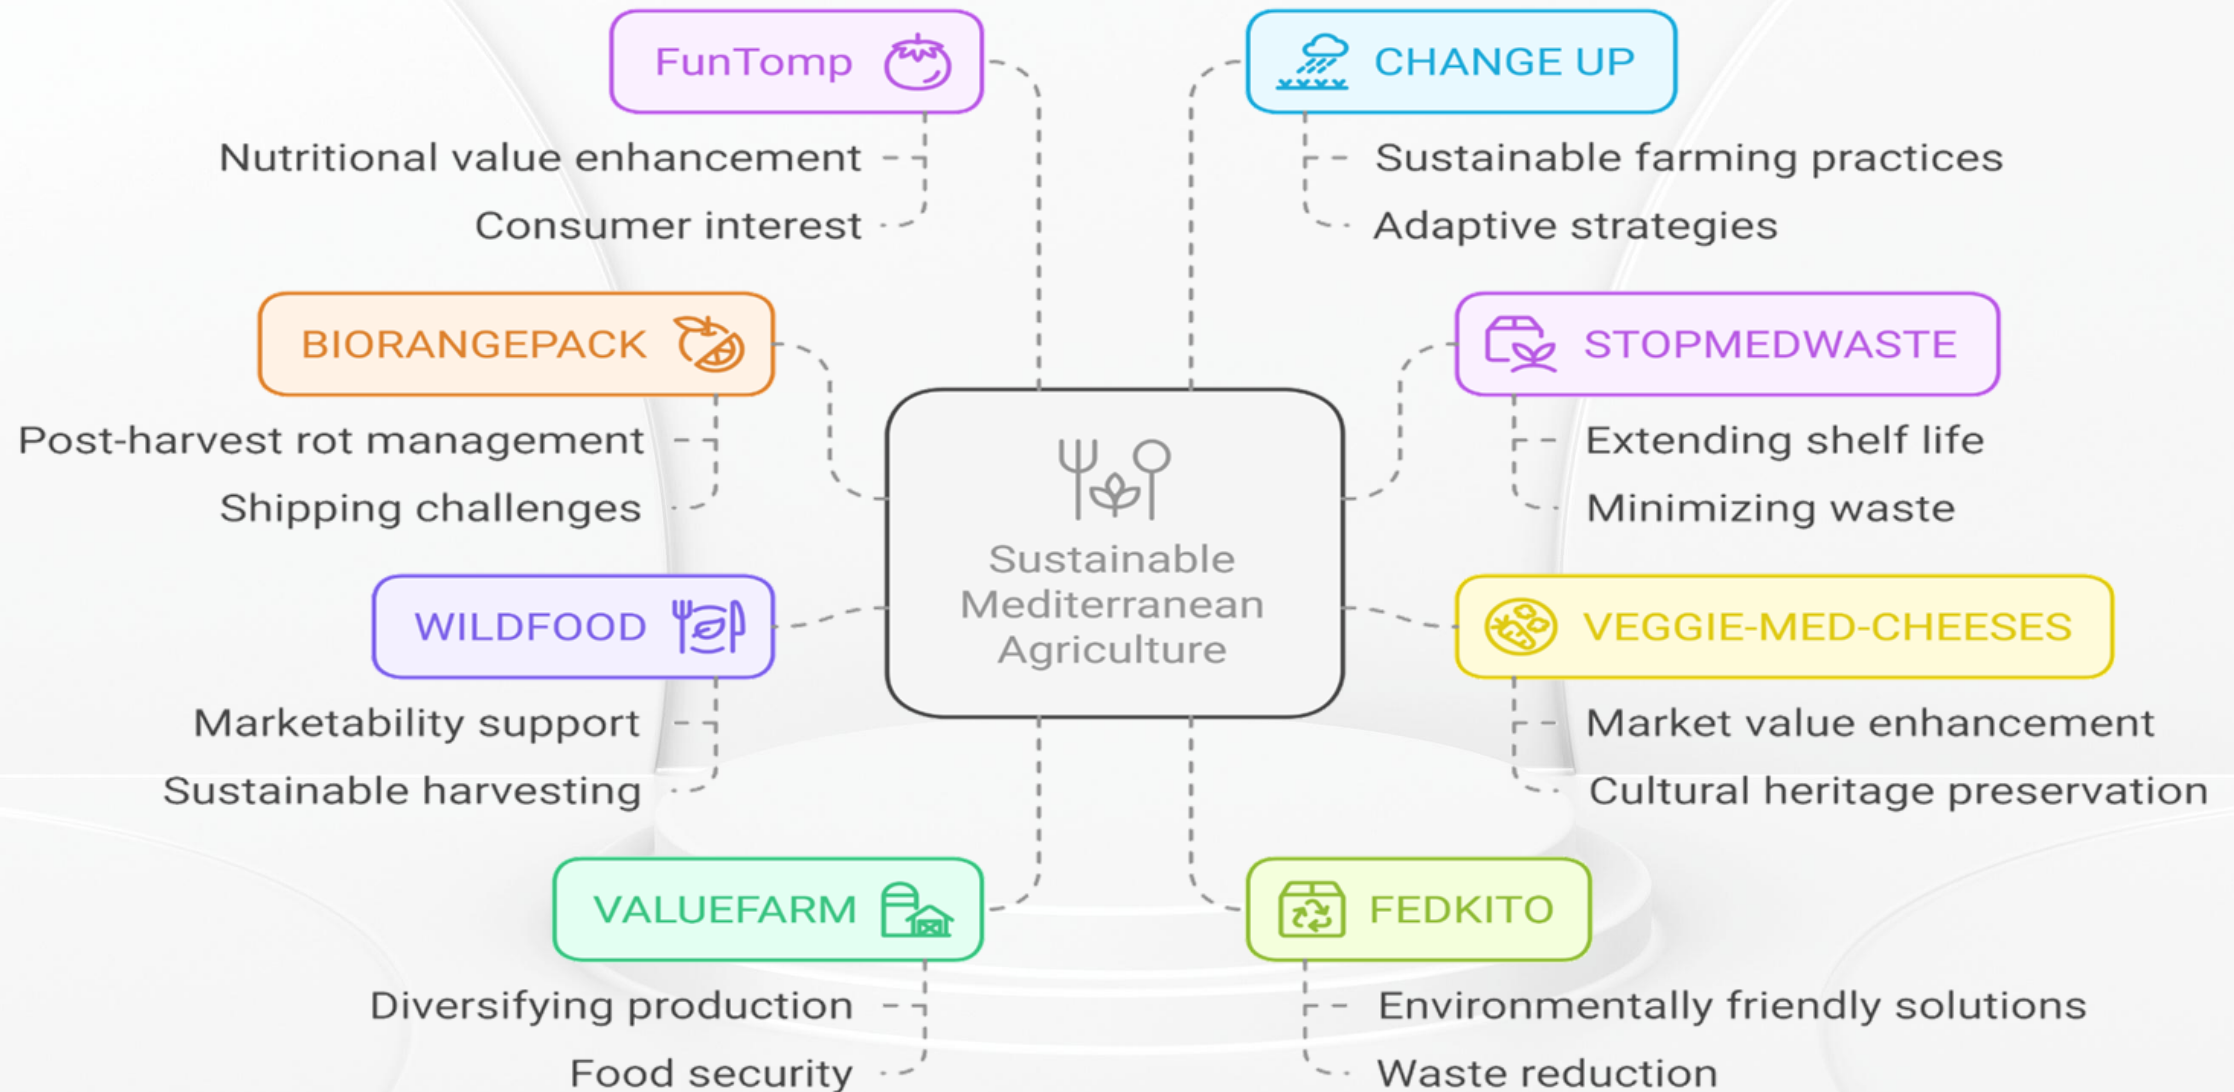 FunTomp
Nutritional value enhancement
Consumer interest
CHANGE UP
Sustainable farming practices
Adaptive strategies
BIORANGEPACK
Post-harvest rot management
Shipping challenges
STOPMEDWASTE
Extending shelf life
Minimizing waste
Sustainable
Mediterranean
Agriculture
WILDFOOD
Marketability support
Sustainable harvesting
VEGGIE-MED-CHEESES
Market value enhancement
Cultural heritage preservation
VALUEFARM
Diversifying production
Food security
FEDKITO
Environmentally friendly solutions
Waste reduction